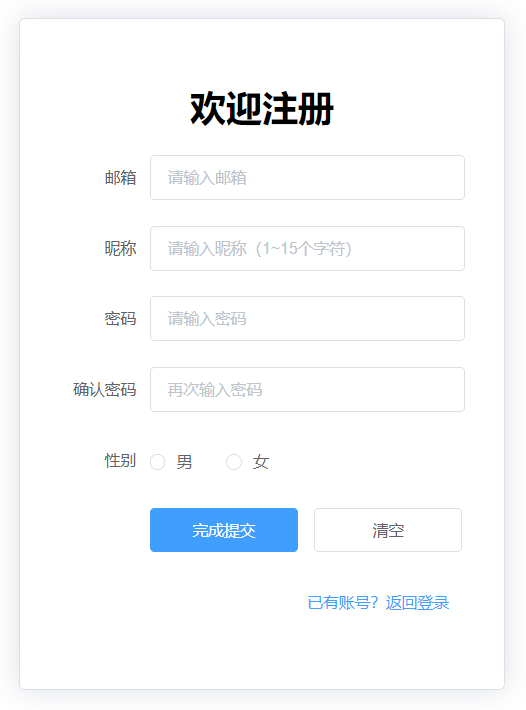 欢迎注册
邮箱 请输入邮箱
昵称 请输入昵称（1~15个字符）
密码 请输入密码
确认密码 再次输入密码
性别 男 女
完成提交 清空
已有账号？返回登录